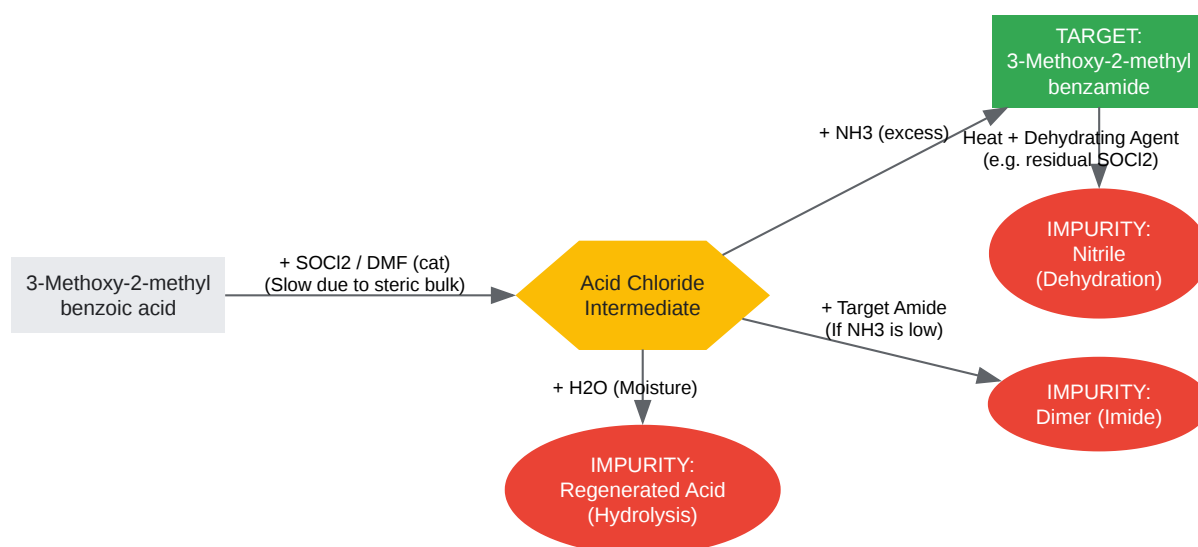 TARGET:
3-Methoxy-2-methyl
benzamide
+ NH3 (excess)
Heat + Dehydrating Agent
(e.g. residual SOCl2)
IMPURITY:
Nitrile
(Dehydration)
3-Methoxy-2-methyl
benzoic acid
+ SOCl2 / DMF (cat)
(Slow due to steric bulk)
Acid Chloride
Intermediate
+ Target Amide
(If NH3 is low)
+ H2O (Moisture)
IMPURITY:
Dimer (Imide)
IMPURITY:
Regenerated Acid
(Hydrolysis)